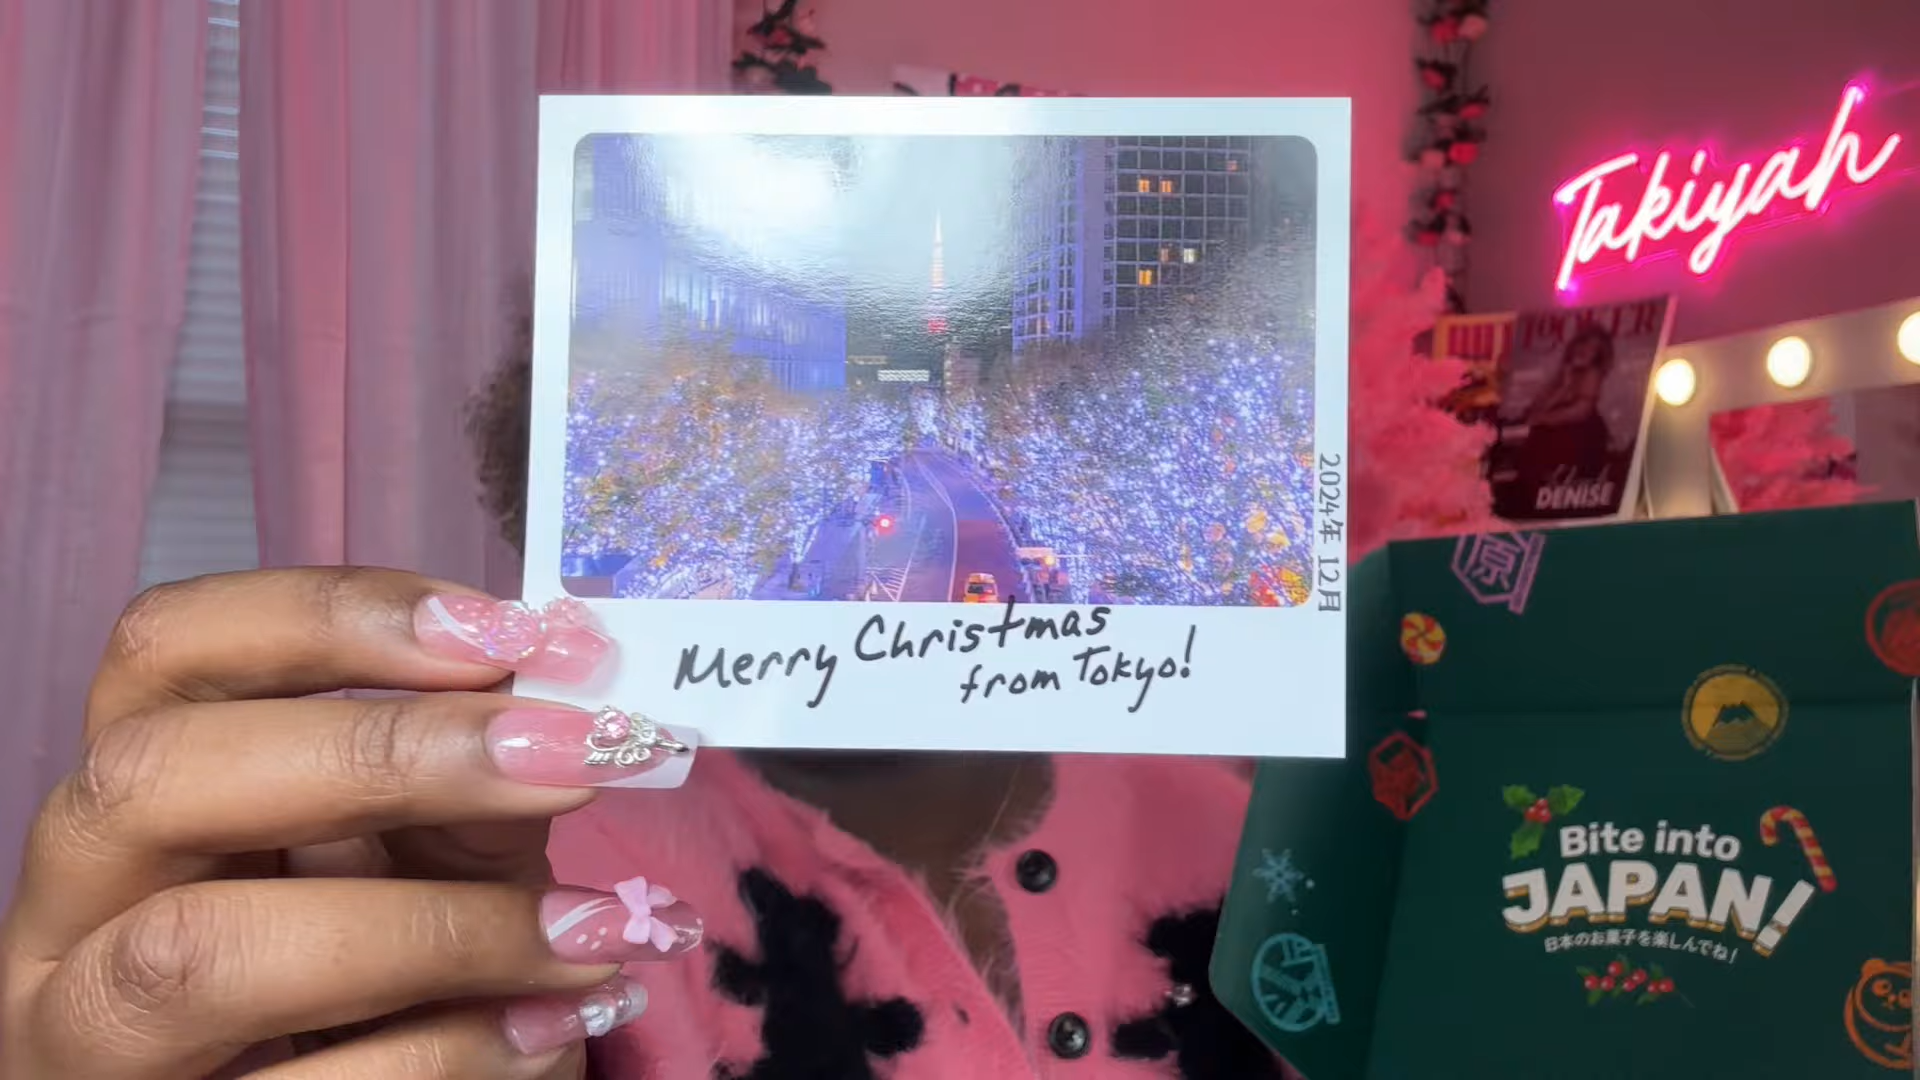 Takiyah
DENISE
2024年 12月
Merry Christmas
from Tokyo!
原
Bite into
JAPAN!
日本のお菓子を楽しんでね!